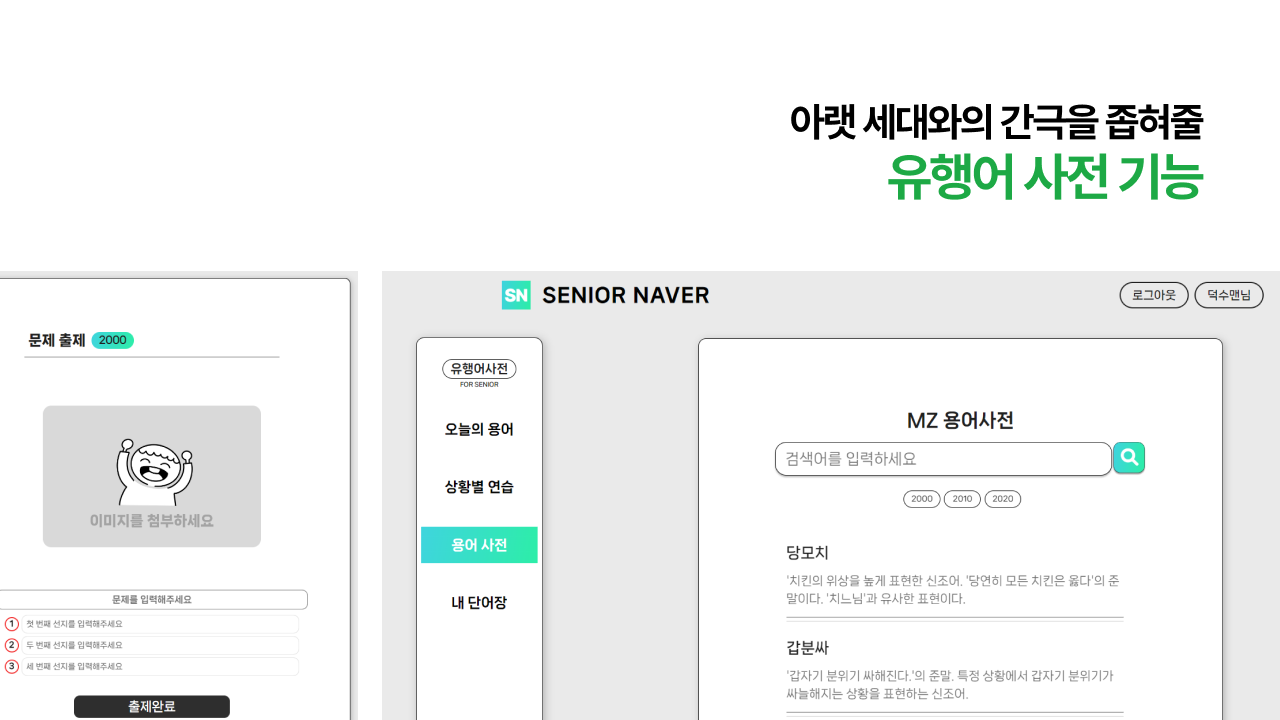 아랫 세대와의 간극을 좁혀줄
유행어 사전 기능
문제 출제 2000
이미지를 첨부하세요
문제를 입력해주세요
1 첫 번째 선지를 입력해주세요
2 두 번째 선지를 입력해주세요
3 세 번째 선지를 입력해주세요
출제완료
SN SENIOR NAVER
로그아웃 덕수맨님
유행어사전
FOR SENIOR
오늘의 용어
상황별 연습
용어 사전
내 단어장
MZ 용어사전
검색어를 입력하세요
2000 2010 2020
당모치
'치킨의 위상을 높게 표현한 신조어. '당연히 모든 치킨은 옳다'의 준
말이다. '치느님'과 유사한 표현이다.
갑분싸
'갑자기 분위기 싸해진다.'의 준말. 특정 상황에서 갑자기 분위기가
싸늘해지는 상황을 표현하는 신조어.